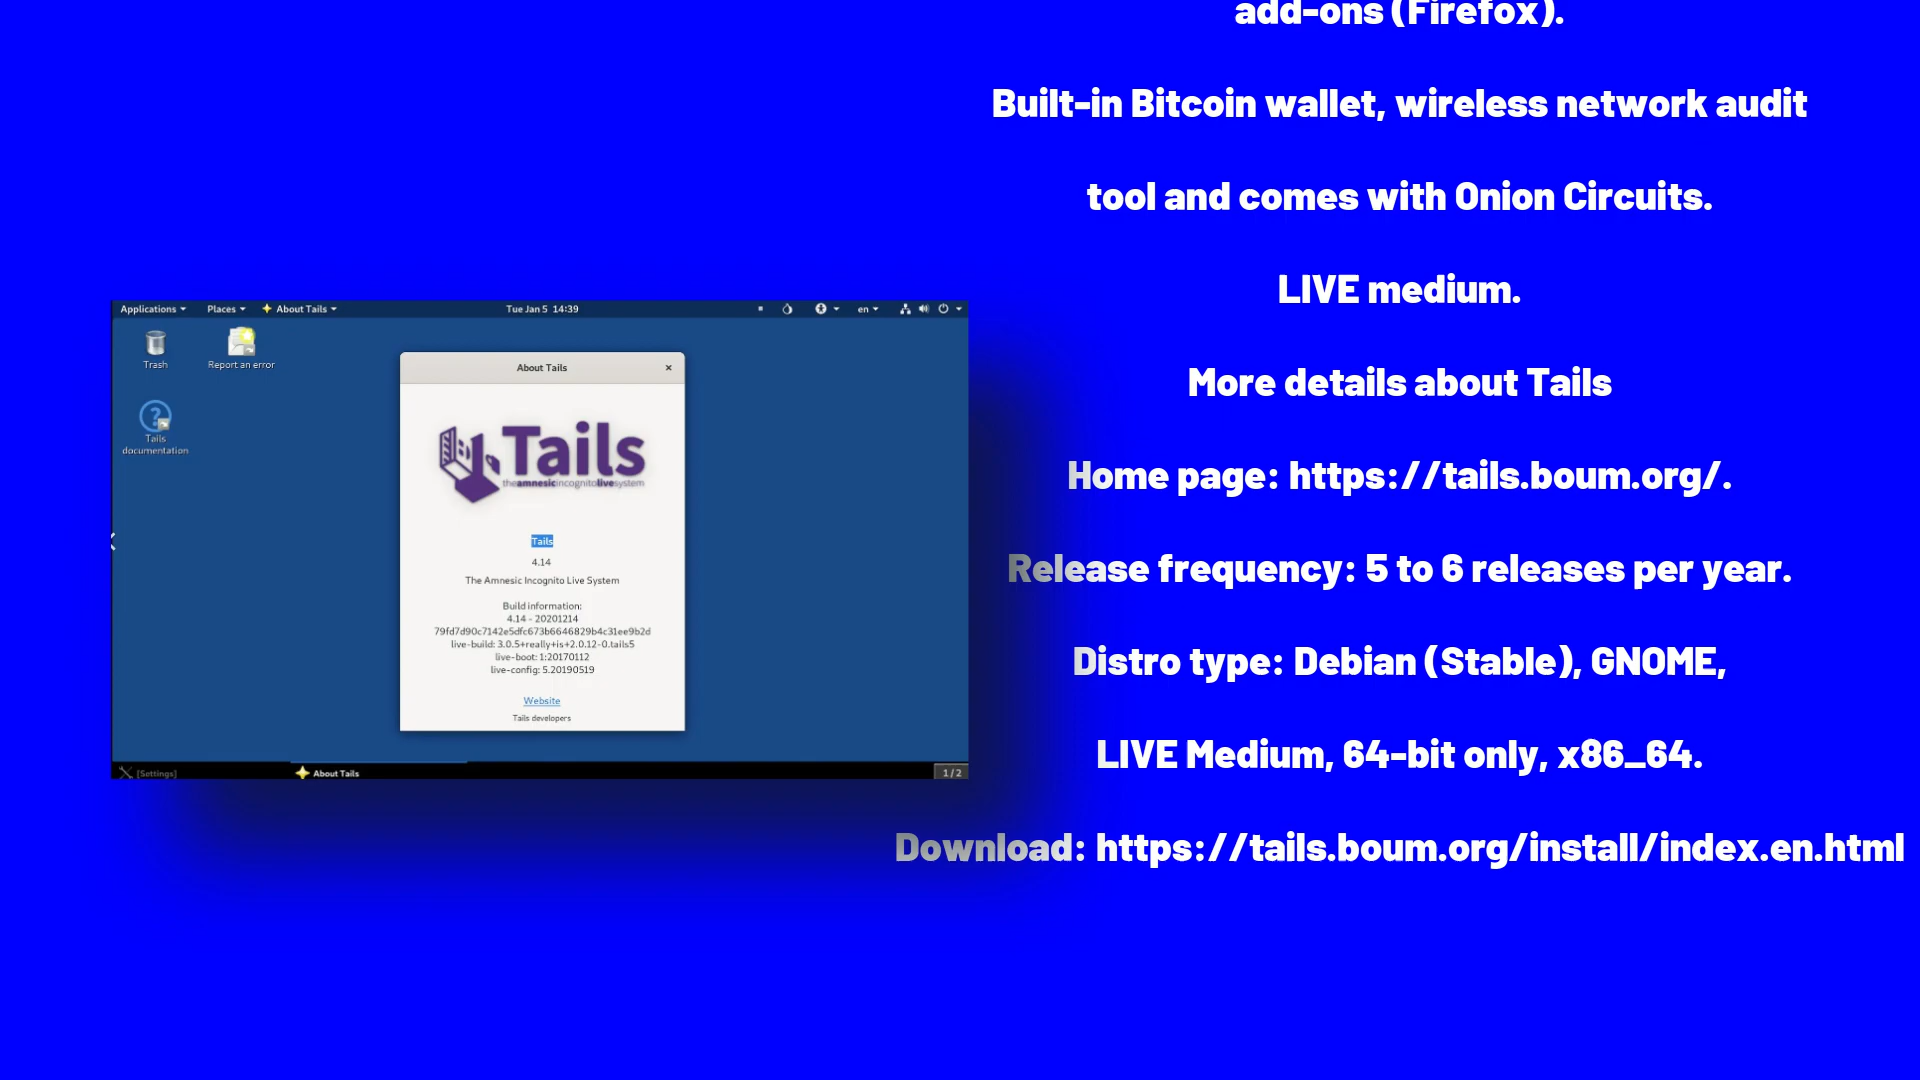 add-ons (Firefox).
Built-in Bitcoin wallet, wireless network audit
tool and comes with Onion Circuits.
LIVE medium.
More details about Tails
Home page: https://tails.boum.org/.
Release frequency: 5 to 6 releases per year.
Distro type: Debian (Stable), GNOME,
LIVE Medium, 64-bit only, x86_64.
Download: https://tails.boum.org/install/index.en.html
Applications Places About Tails Tue Jan 5 14:39 en
Trash
Report an error
Tails
documentation
About Tails
Tails
theamnesicincognitolivesystem
Tails
4.14
The Amnesic Incognito Live System
Build information:
4.14 - 20201214
79fd7d90c7142e5dfc673b6646829b4c31ee9b2d
live-build: 3.0.5+really+is+2.0.12-0.tails5
live-boot: 1:20170112
live-config: 5.20190519
Website
Tails developers
[Settings] About Tails 1 / 2